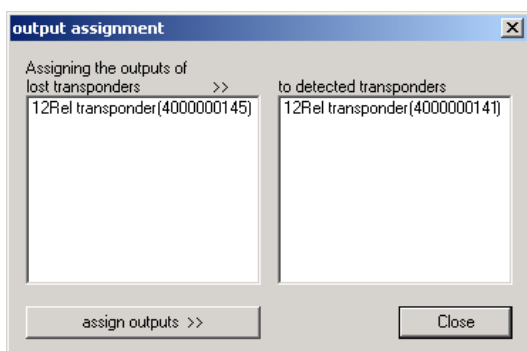 output assignment
Assigning the outputs of
lost transponders >> to detected transponders
12Rel transponder(4000000145) 12Rel transponder(4000000141)
assign outputs >> Close